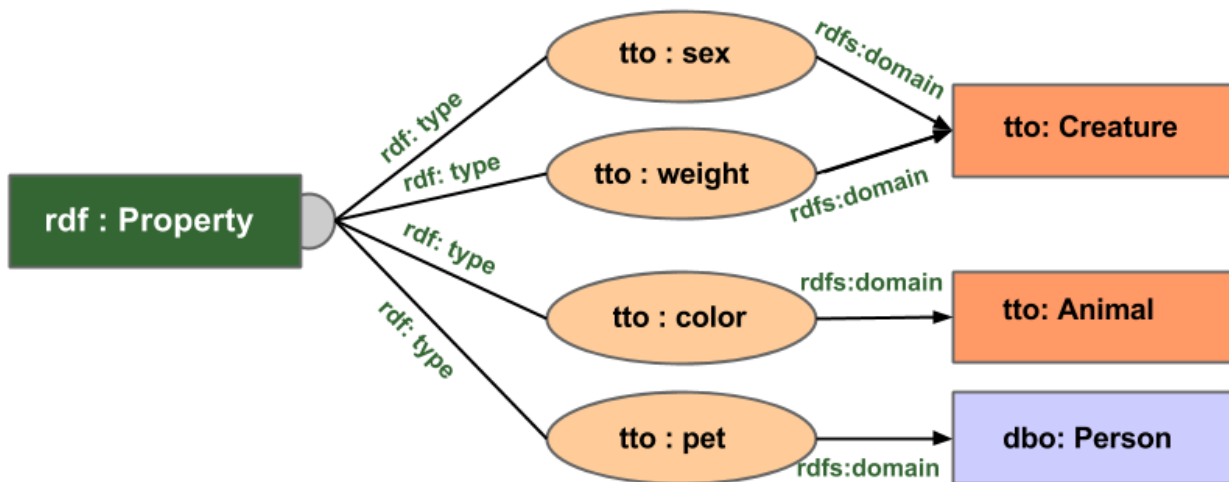 tto : sex
rdfs:domain
rdf: type
tto: Creature
tto : weight
rdf: type
rdfs:domain
rdf : Property
rdf: type
rdfs:domain
tto: Animal
tto : color
rdf: type
tto : pet
dbo: Person
rdfs:domain